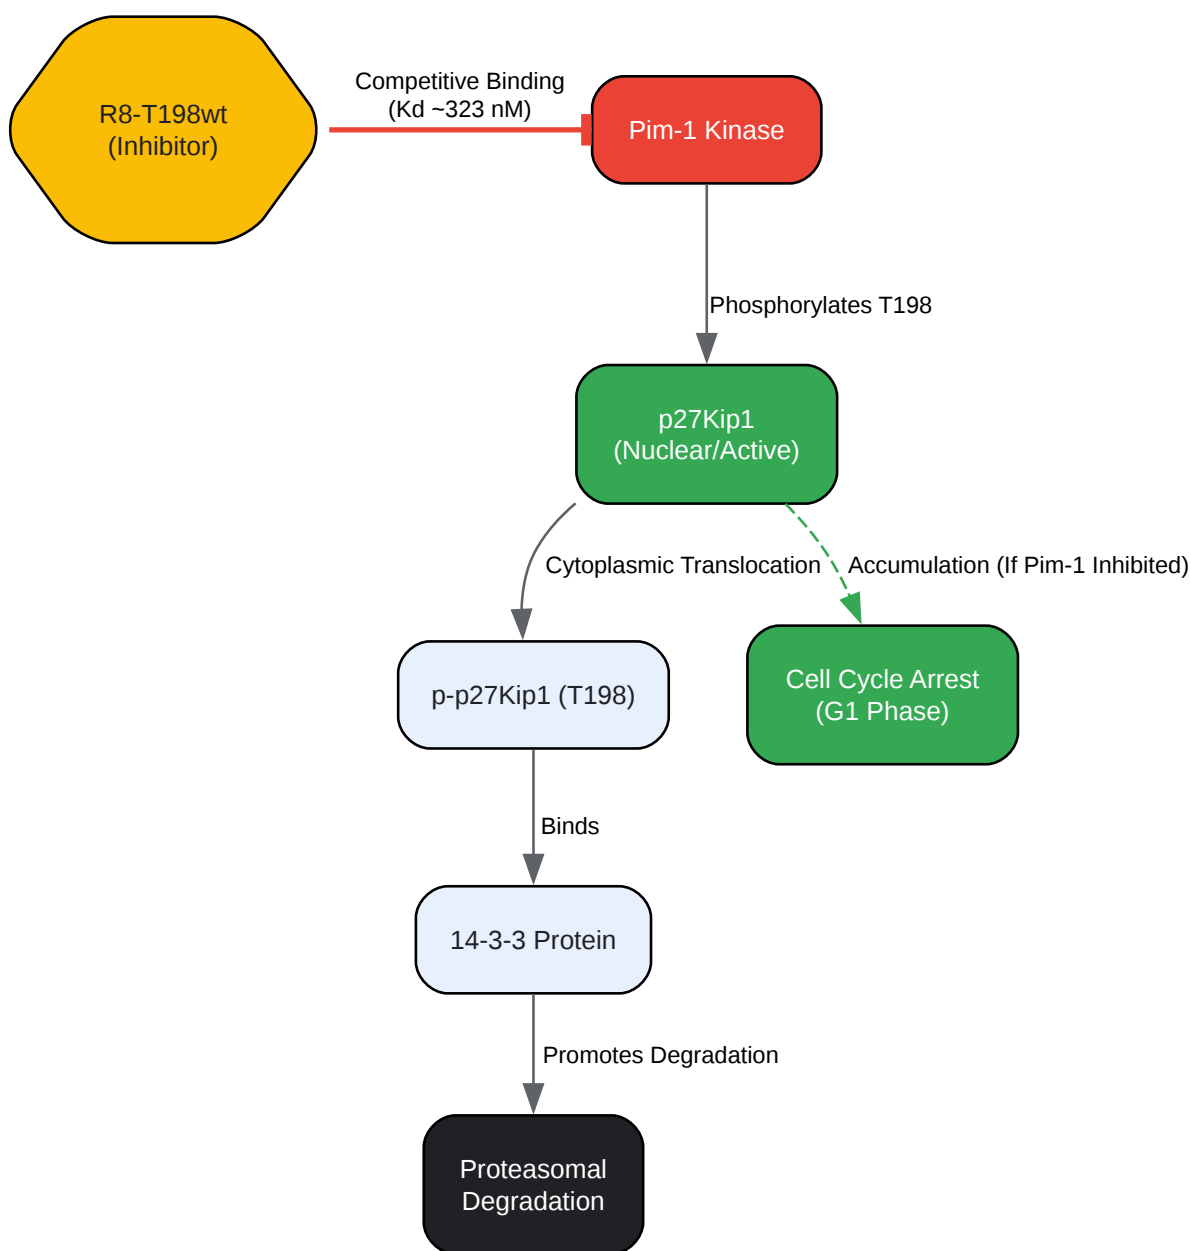 R8-T198wt
(Inhibitor)
Competitive Binding
(Kd ~323 nM)
Pim-1 Kinase
Phosphorylates T198
p27Kip1
(Nuclear/Active)
Cytoplasmic Translocation
Accumulation (If Pim-1 Inhibited)
p-p27Kip1 (T198)
Cell Cycle Arrest
(G1 Phase)
Binds
14-3-3 Protein
Promotes Degradation
Proteasomal
Degradation